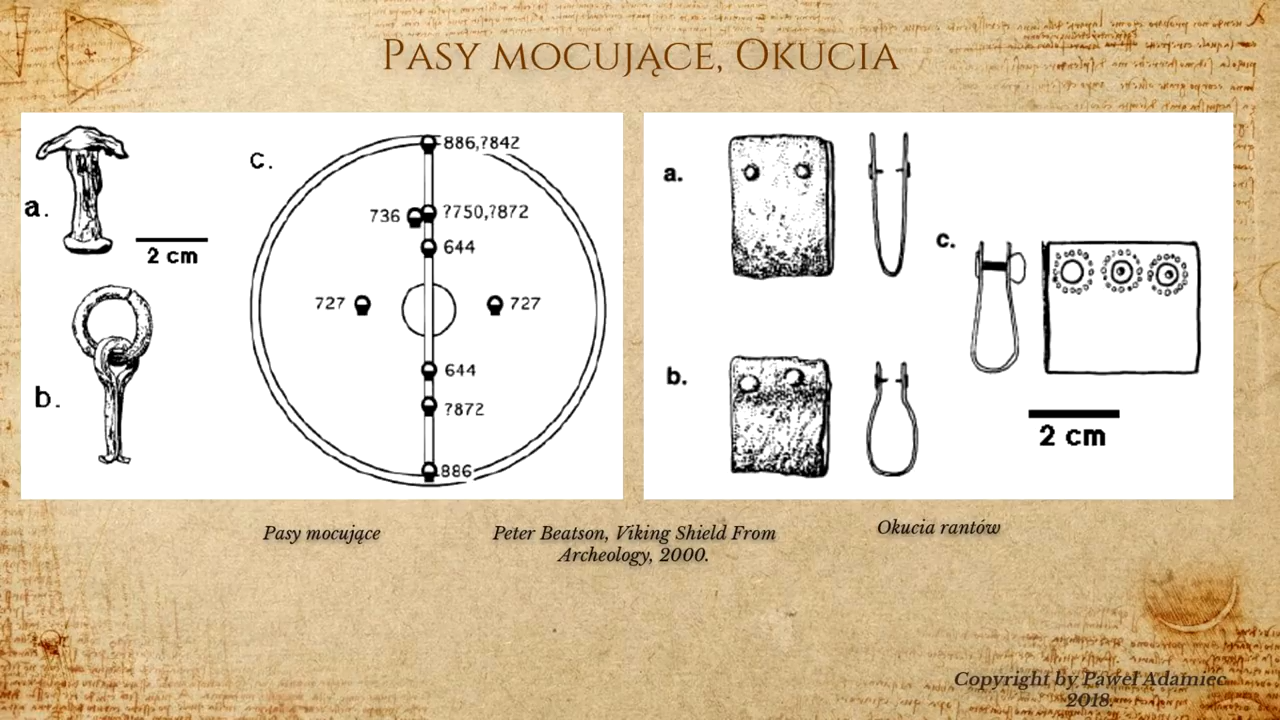 Pasy mocujące, Okucia
a.
2 cm
b.
c.
886,?842
736
?750,?872
644
727
727
644
?872
886
a.
b.
c.
2 cm
Pasy mocujące
Peter Beatson, Viking Shield From
Archeology, 2000.
Okucia rantów
Copyright by Paweł Adamiec
2018.